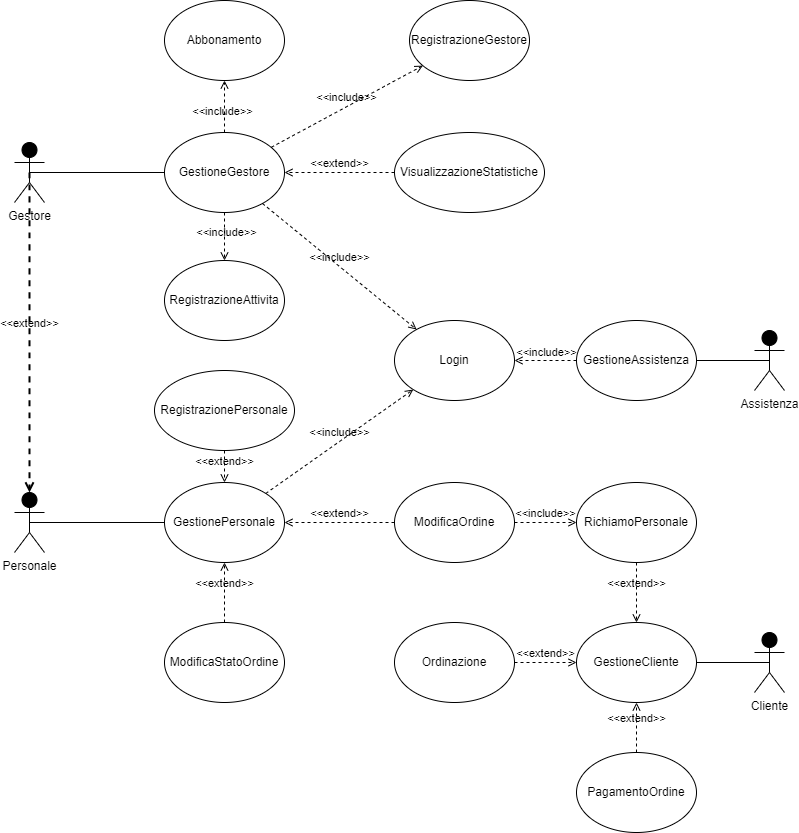 Abbonamento
RegistrazioneGestore
<<include>>
<<include>>
GestioneGestore
<<extend>>
VisualizzazioneStatistiche
Gestore
<<include>>
<<include>>
RegistrazioneAttivita
<<extend>>
Login
<<include>>
GestioneAssistenza
Assistenza
RegistrazionePersonale
<<include>>
<<extend>>
GestionePersonale
<<extend>>
ModificaOrdine
<<include>>
RichiamoPersonale
Personale
<<extend>>
<<extend>>
ModificaStatoOrdine
Ordinazione
<<extend>>
GestioneCliente
Cliente
<<extend>>
PagamentoOrdine